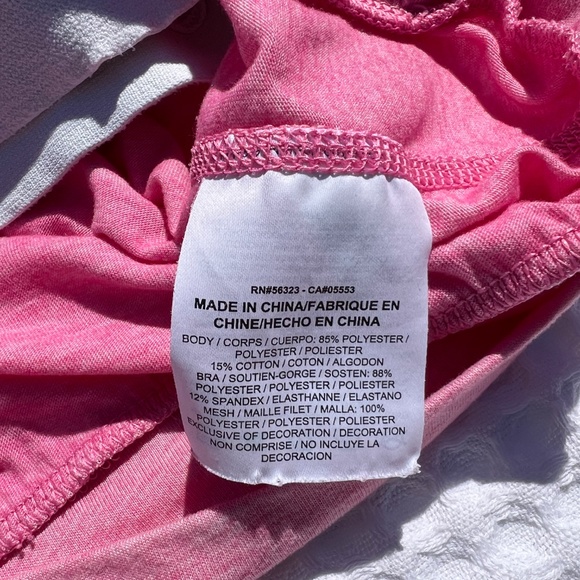 RN#56323 - CA#05553
MADE IN CHINA/FABRIQUE EN
CHINE/HECHO EN CHINA
BODY / CORPS / CUERPO: 85% POLYESTER /
POLYESTER / POLIESTER
15% COTTON / COTON / ALGODON
BRA / SOUTIEN-GORGE / SOSTEN: 88%
POLYESTER / POLYESTER / POLIESTER
12% SPANDEX / ELASTHANNE / ELASTANO
MESH / MAILLE FILET / MALLA: 100%
POLYESTER / POLYESTER / POLIESTER
EXCLUSIVE OF DECORATION / DECORATION
NON COMPRISE / NO INCLUYE LA
DECORACION